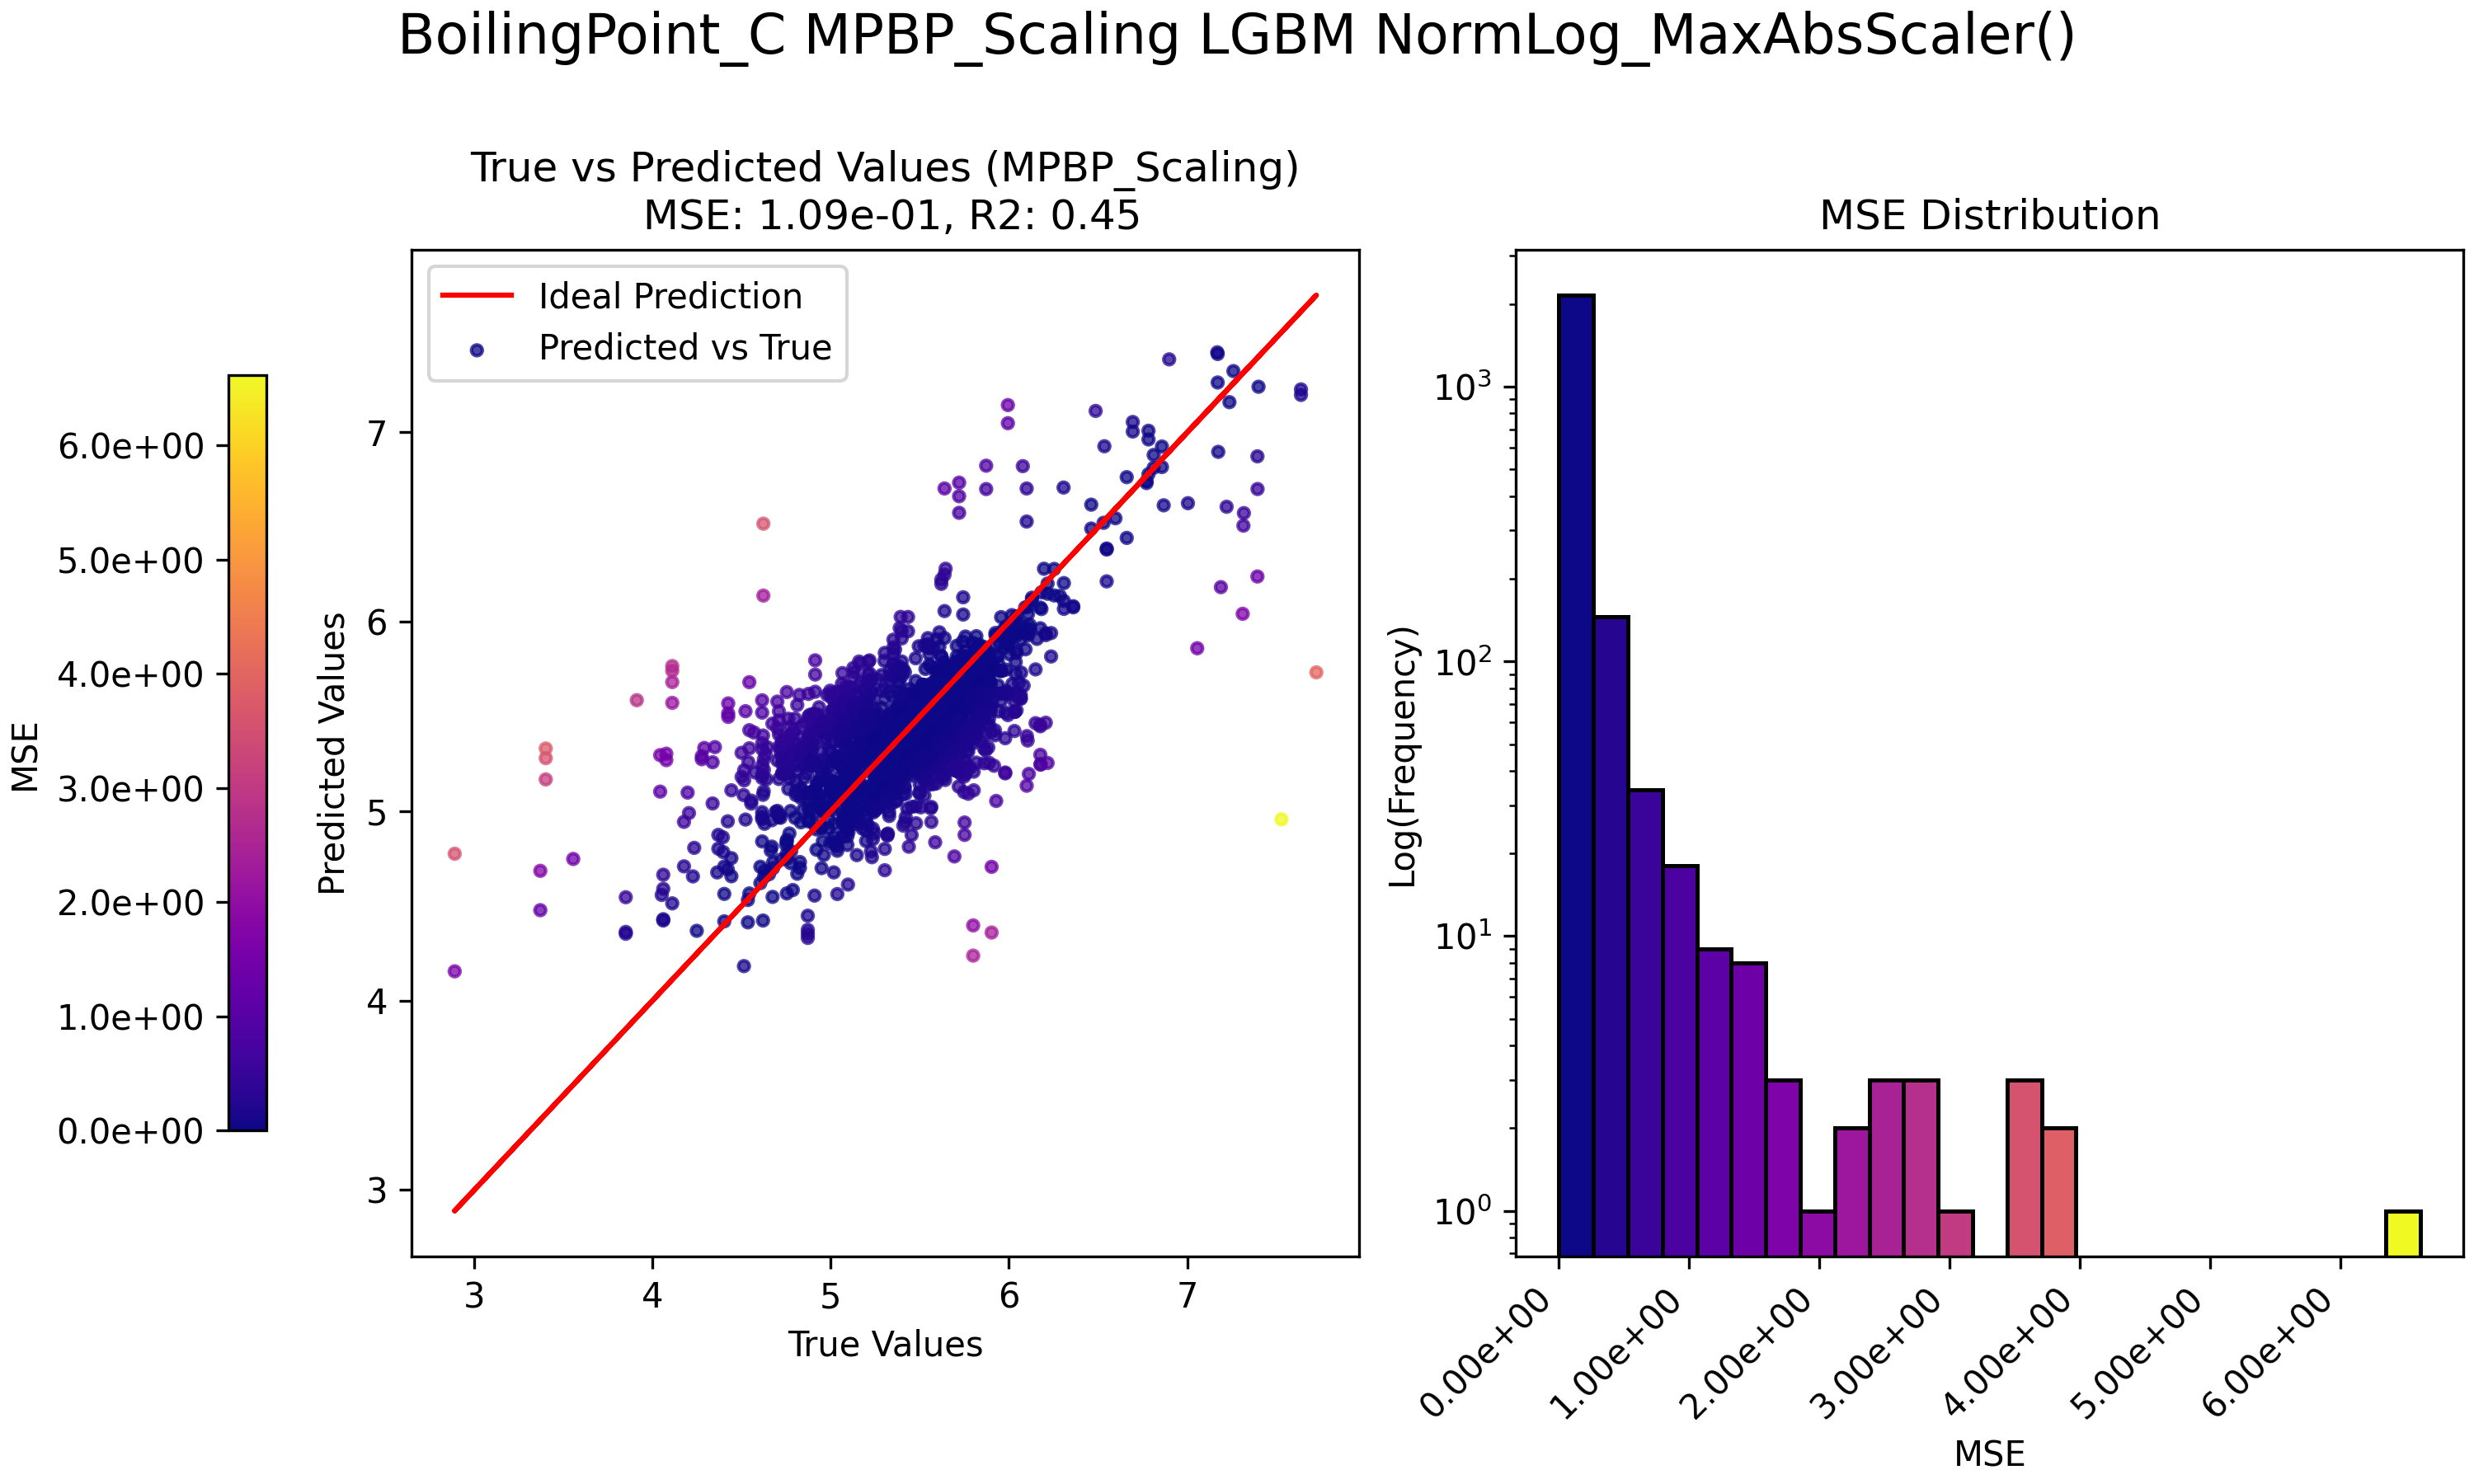 BoilingPoint_C MPBP_Scaling LGBM NormLog_MaxAbsScaler()
True vs Predicted Values (MPBP_Scaling)
MSE: 1.09e-01, R2: 0.45
Ideal Prediction
Predicted vs True
MSE
6.0e+00
5.0e+00
4.0e+00
3.0e+00
2.0e+00
1.0e+00
0.0e+00
Predicted Values
7
6
5
4
3
3
4
5
6
7
True Values
MSE Distribution
Log(Frequency)
10³
10²
10¹
10⁰
0.00e+00
1.00e+00
2.00e+00
3.00e+00
4.00e+00
5.00e+00
6.00e+00
MSE